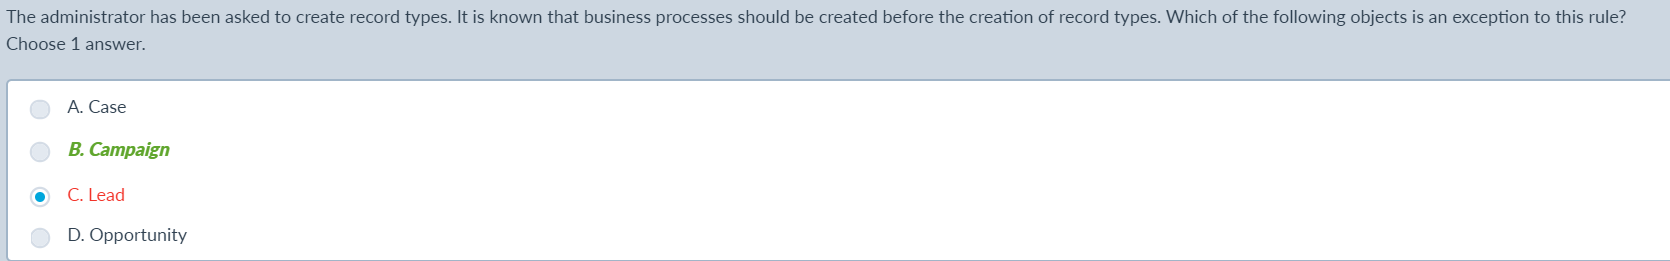 The administrator has been asked to create record types. It is known that business processes should be created before the creation of record types. Which of the following objects is an exception to this rule?
Choose 1 answer.
A. Case
B. Campaign
C. Lead
D. Opportunity